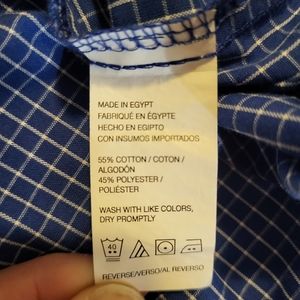 MADE IN EGYPT
FABRIQUÉ EN ÉGYPTE
HECHO EN EGIPTO
CON INSUMOS IMPORTADOS
55% COTTON / COTON /
ALGODÓN
45% POLYESTER /
POLIÉSTER
WASH WITH LIKE COLORS,
DRY PROMPTLY
40
REVERSE/VERSO/AL REVERSO